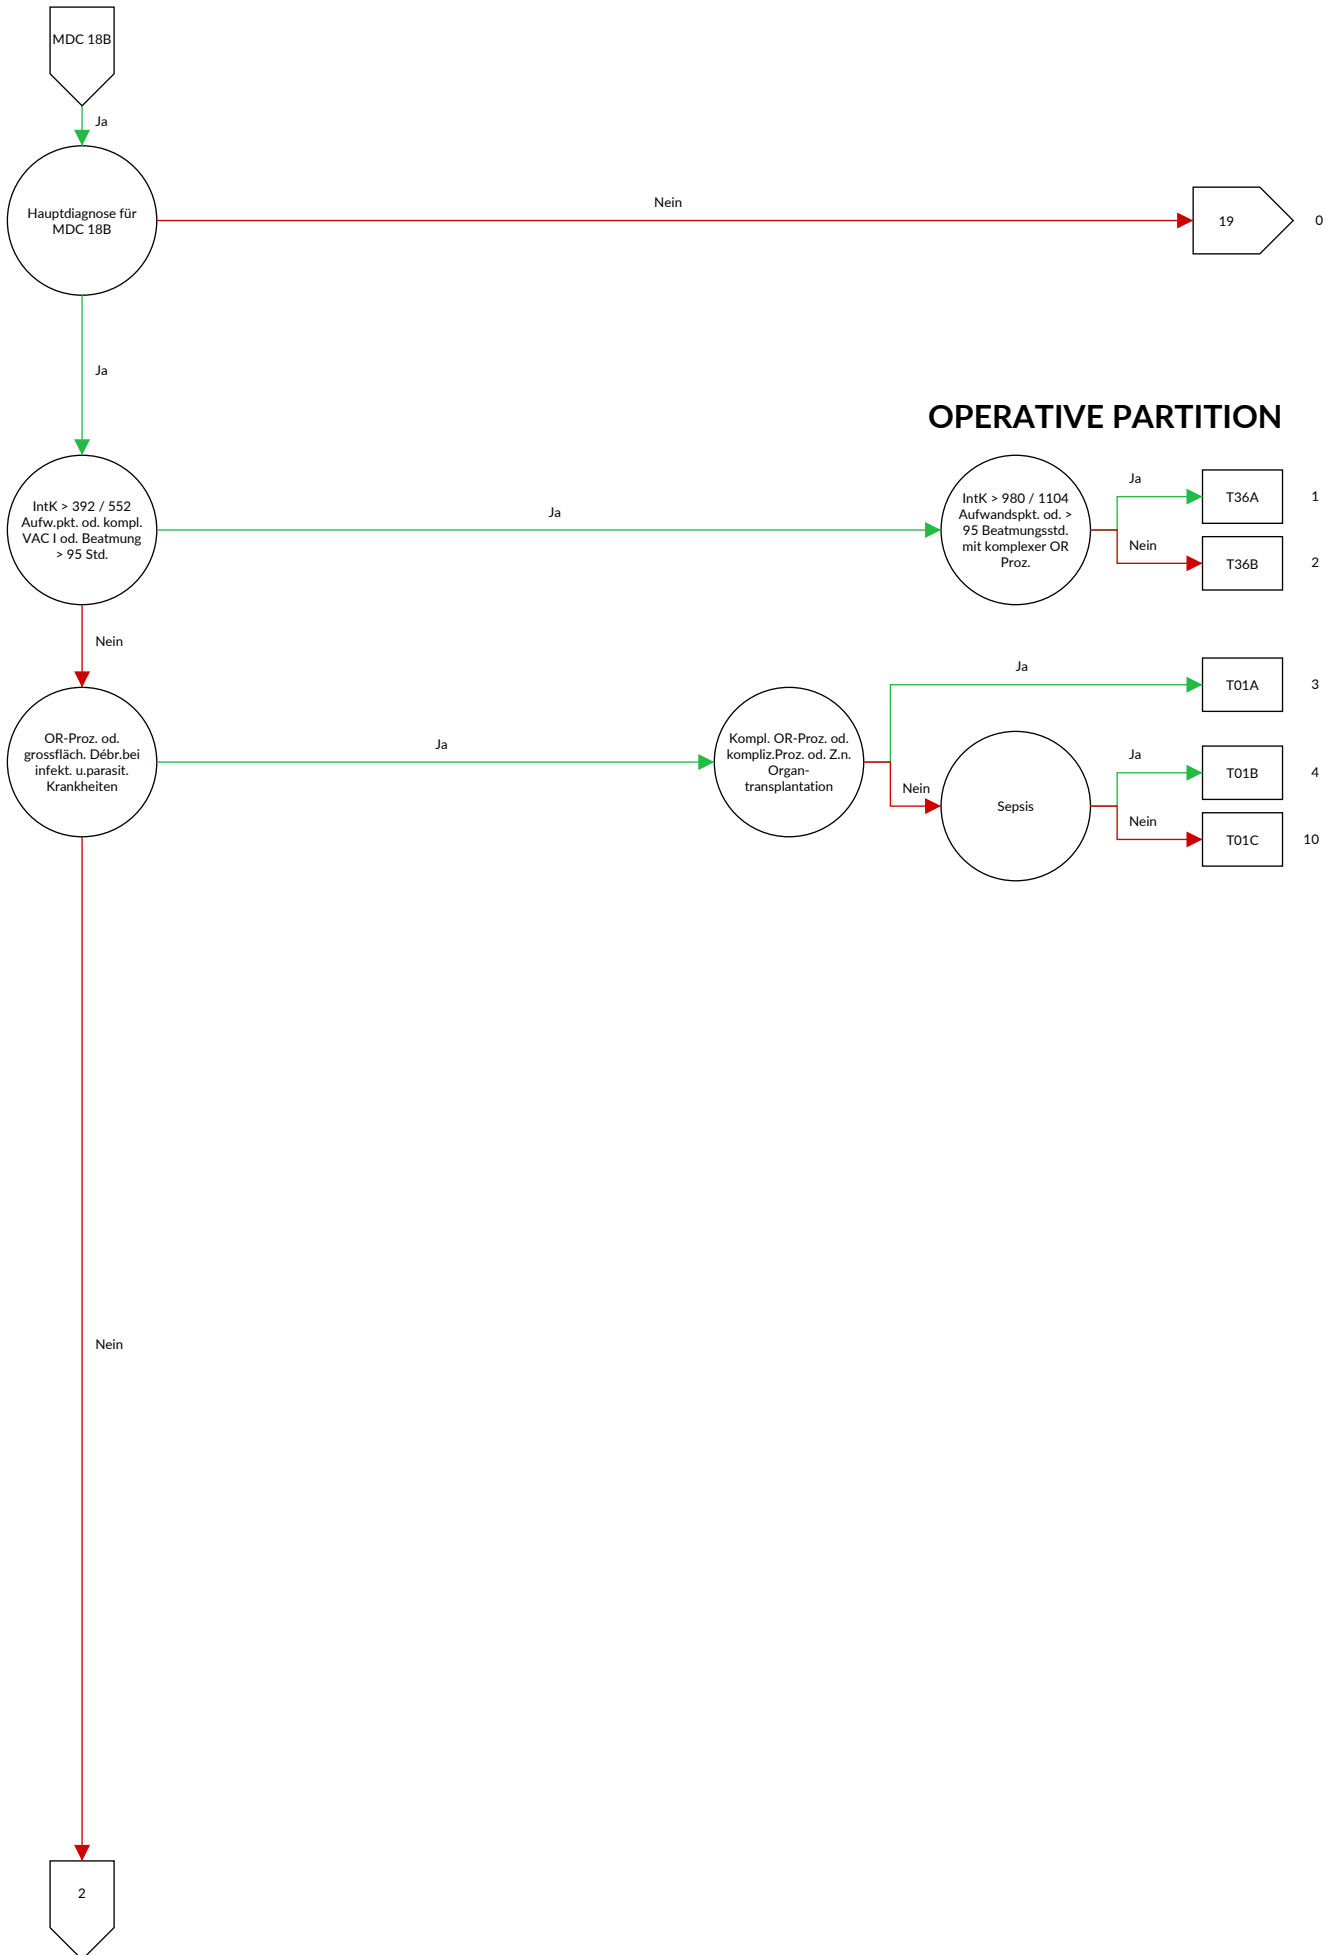 MDC 18B
Ja
Hauptdiagnose für
MDC 18B
Nein
19
0
Ja
OPERATIVE PARTITION
IntK > 392 / 552
Aufw.pkt. od. kompl.
VAC I od. Beatmung
> 95 Std.
Ja
IntK > 980 / 1104
Aufwandspkt. od. >
95 Beatmungsstd.
mit komplexer OR
Proz.
Ja
T36A
1
Nein
T36B
2
Nein
OR-Proz. od.
grossfläch. Débr.bei
infekt. u.parasit.
Krankheiten
Ja
Kompl. OR-Proz. od.
kompliz.Proz. od. Z.n.
Organ-
transplantation
Ja
T01A
3
Nein
Sepsis
Ja
T01B
4
Nein
T01C
10
Nein
2